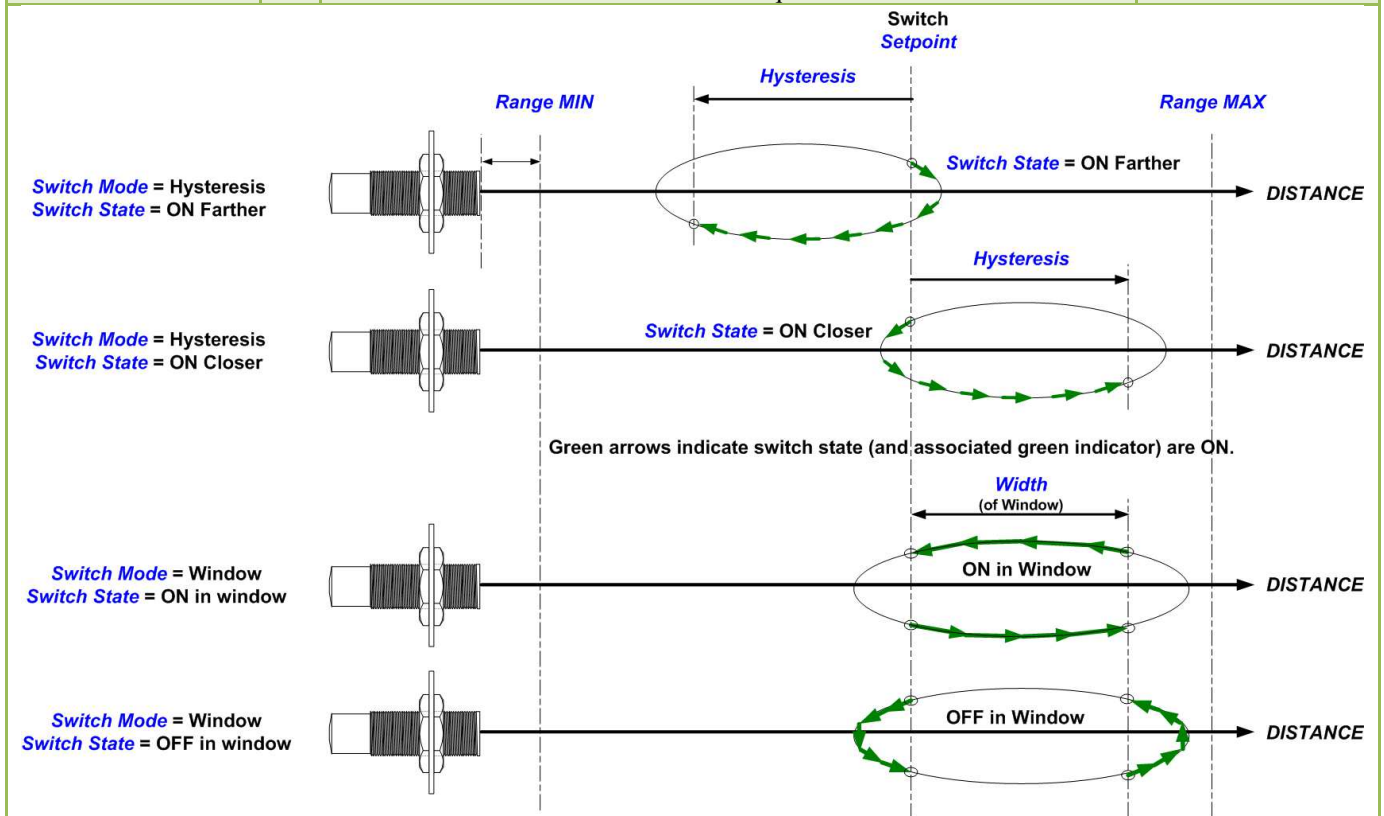 Switch
Setpoint
Hysteresis
Range MIN
Range MAX
Switch State = ON Farther
Switch Mode = Hysteresis
Switch State = ON Farther
DISTANCE
Hysteresis
Switch State = ON Closer
Switch Mode = Hysteresis
Switch State = ON Closer
DISTANCE
Green arrows indicate switch state (and associated green indicator) are ON.
Width
(of Window)
ON in Window
Switch Mode = Window
Switch State = ON in window
DISTANCE
OFF in Window
Switch Mode = Window
Switch State = OFF in window
DISTANCE